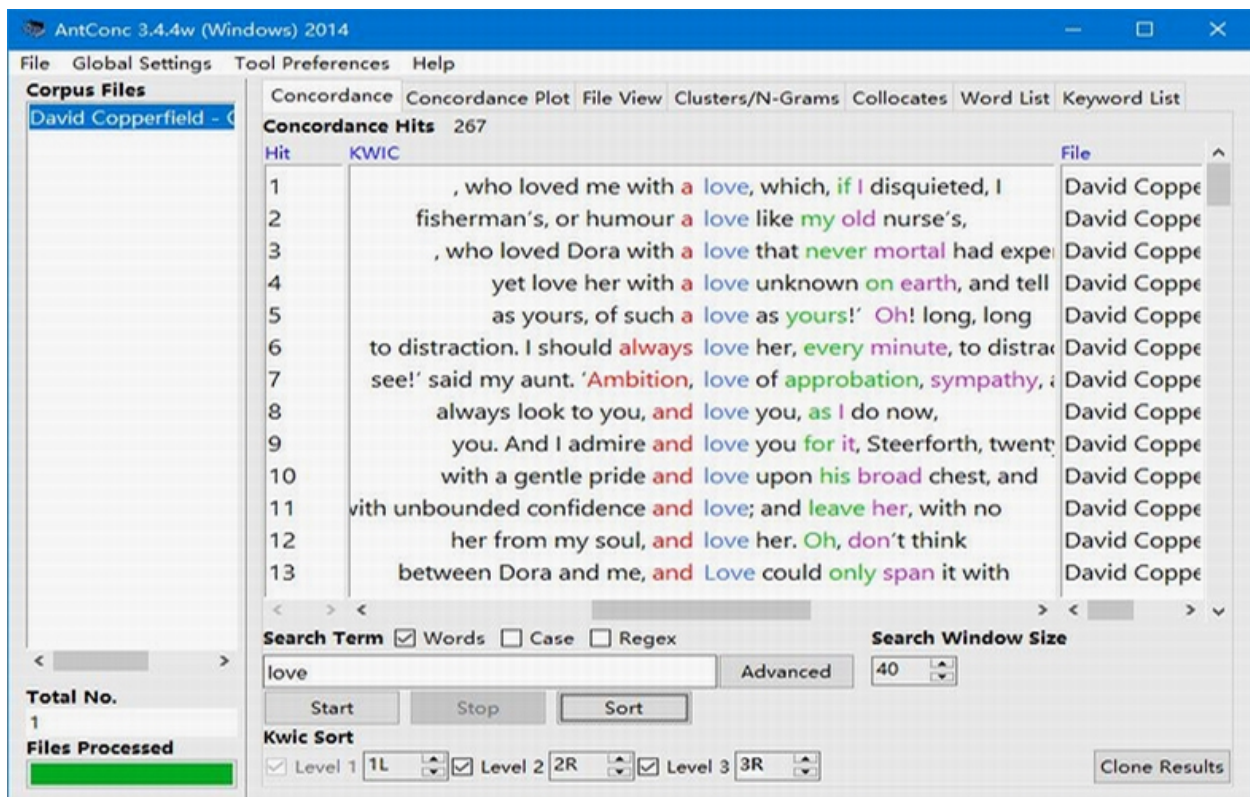 AntConc 3.4.4w (Windows) 2014
File Global Settings Tool Preferences Help
Corpus Files
David Copperfield -
Total No.
1
Files Processed
Concordance Concordance Plot File View Clusters/N-Grams Collocates Word List Keyword List
Concordance Hits 267
Hit KWIC File
1 , who loved me with a love, which, if I disquieted, I David Coppe
2 fisherman's, or humour a love like my old nurse's, David Coppe
3 , who loved Dora with a love that never mortal had expe David Coppe
4 yet love her with a love unknown on earth, and tell David Coppe
5 as yours, of such a love as yours!' Oh! long, long David Coppe
6 to distraction. I should always love her, every minute, to distra David Coppe
7 see!' said my aunt. 'Ambition, love of approbation, sympathy, David Coppe
8 always look to you, and love you, as I do now, David Coppe
9 you. And I admire and love you for it, Steerforth, twent David Coppe
10 with a gentle pride and love upon his broad chest, and David Coppe
11 with unbounded confidence and love; and leave her, with no David Coppe
12 her from my soul, and love her. Oh, don't think David Coppe
13 between Dora and me, and Love could only span it with David Coppe
Search Term Words Case Regex Search Window Size
love Advanced 40
Start Stop Sort
Kwic Sort
Level 1 1L Level 2 2R Level 3 3R Clone Results